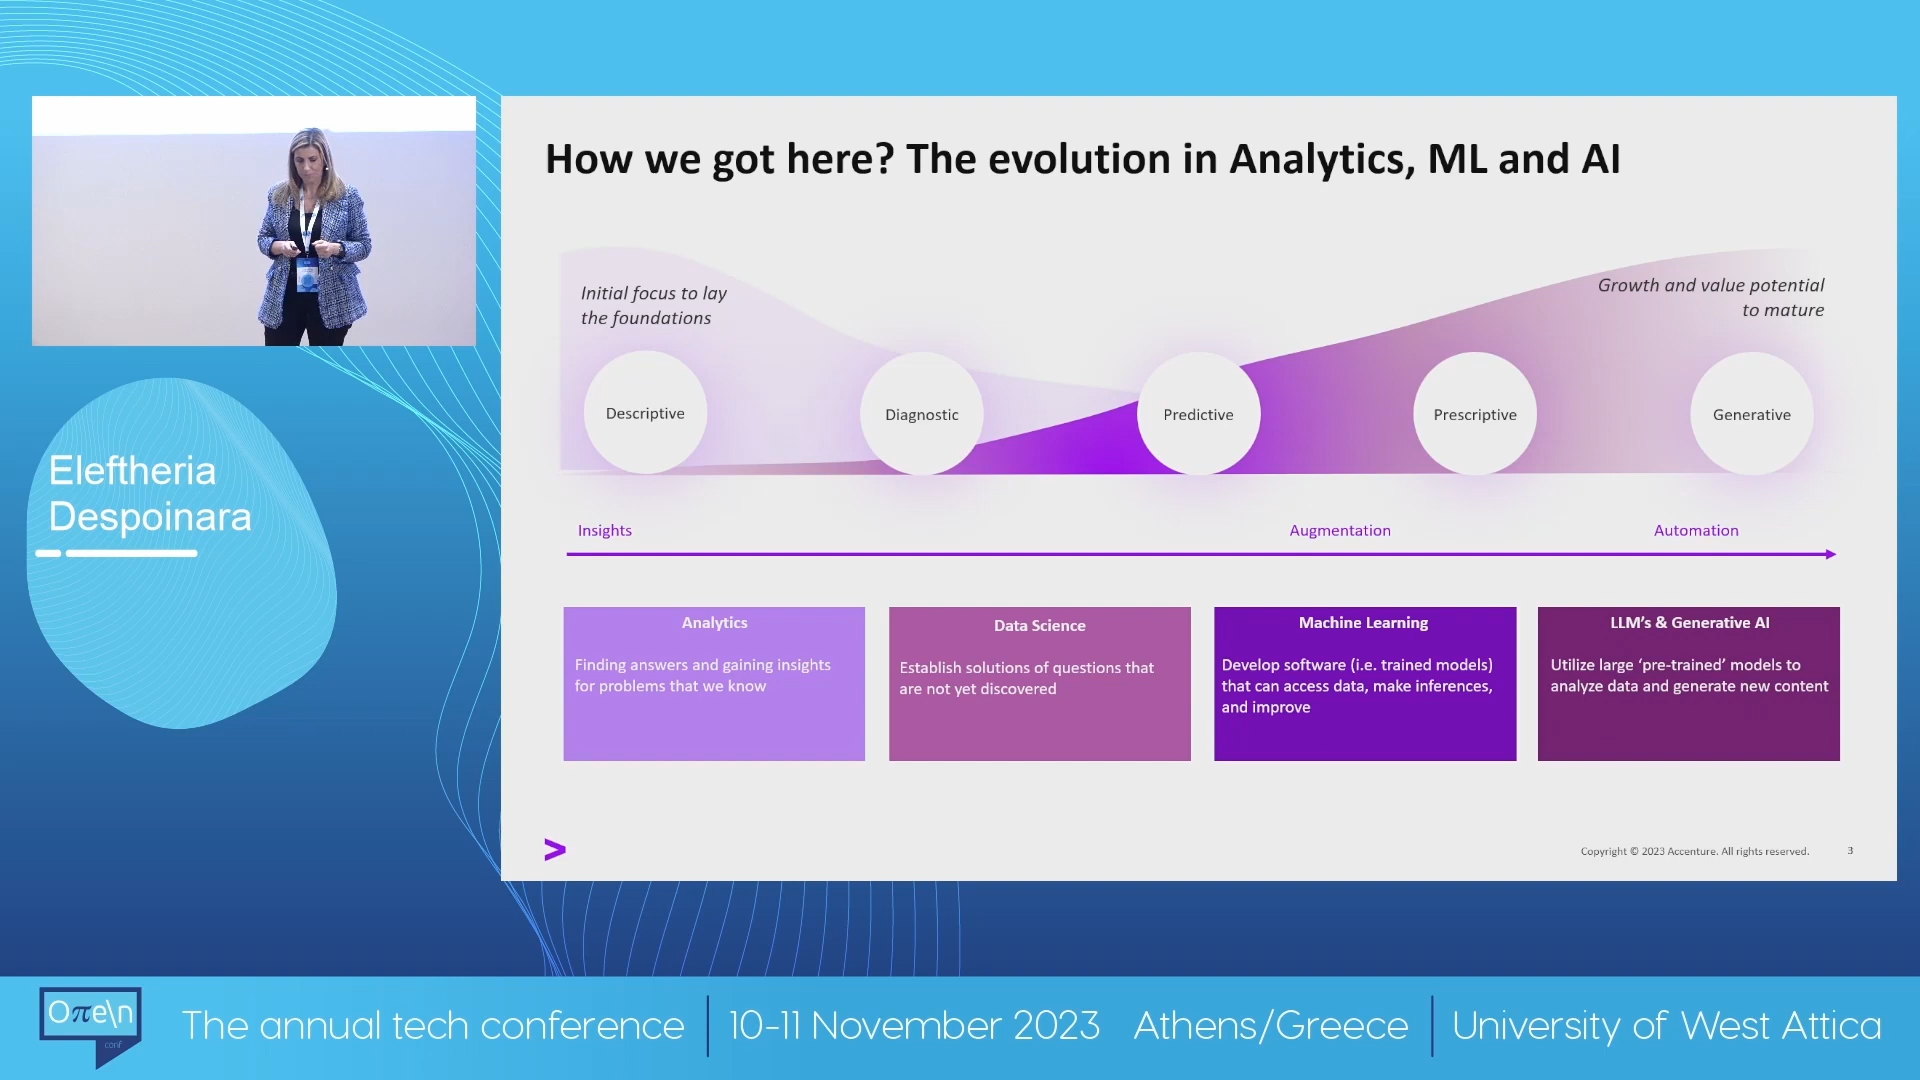 How we got here? The evolution in Analytics, ML and AI
Initial focus to lay
the foundations
Growth and value potential
to mature
Descriptive
Diagnostic
Predictive
Prescriptive
Generative
Insights
Augmentation
Automation
Analytics
Finding answers and gaining insights
for problems that we know
Data Science
Establish solutions of questions that
are not yet discovered
Machine Learning
Develop software (i.e. trained models)
that can access data, make inferences,
and improve
LLM’s & Generative AI
Utilize large ‘pre-trained’ models to
analyze data and generate new content
>
Copyright © 2023 Accenture. All rights reserved.
3
Eleftheria
Despoinara
Oπe\n
conf
The annual tech conference
10-11 November 2023 Athens/Greece
University of West Attica